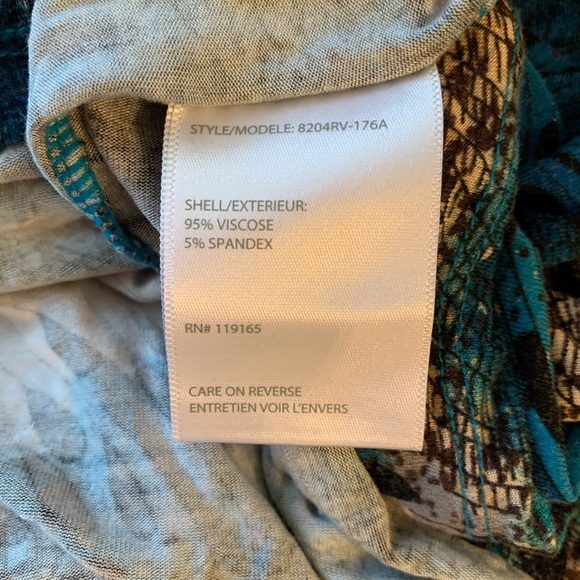 STYLE/MODELE: 8204RV-176A
SHELL/EXTERIEUR:
95% VISCOSE
5% SPANDEX
RN# 119165
CARE ON REVERSE
ENTRETIEN VOIR L'ENVERS